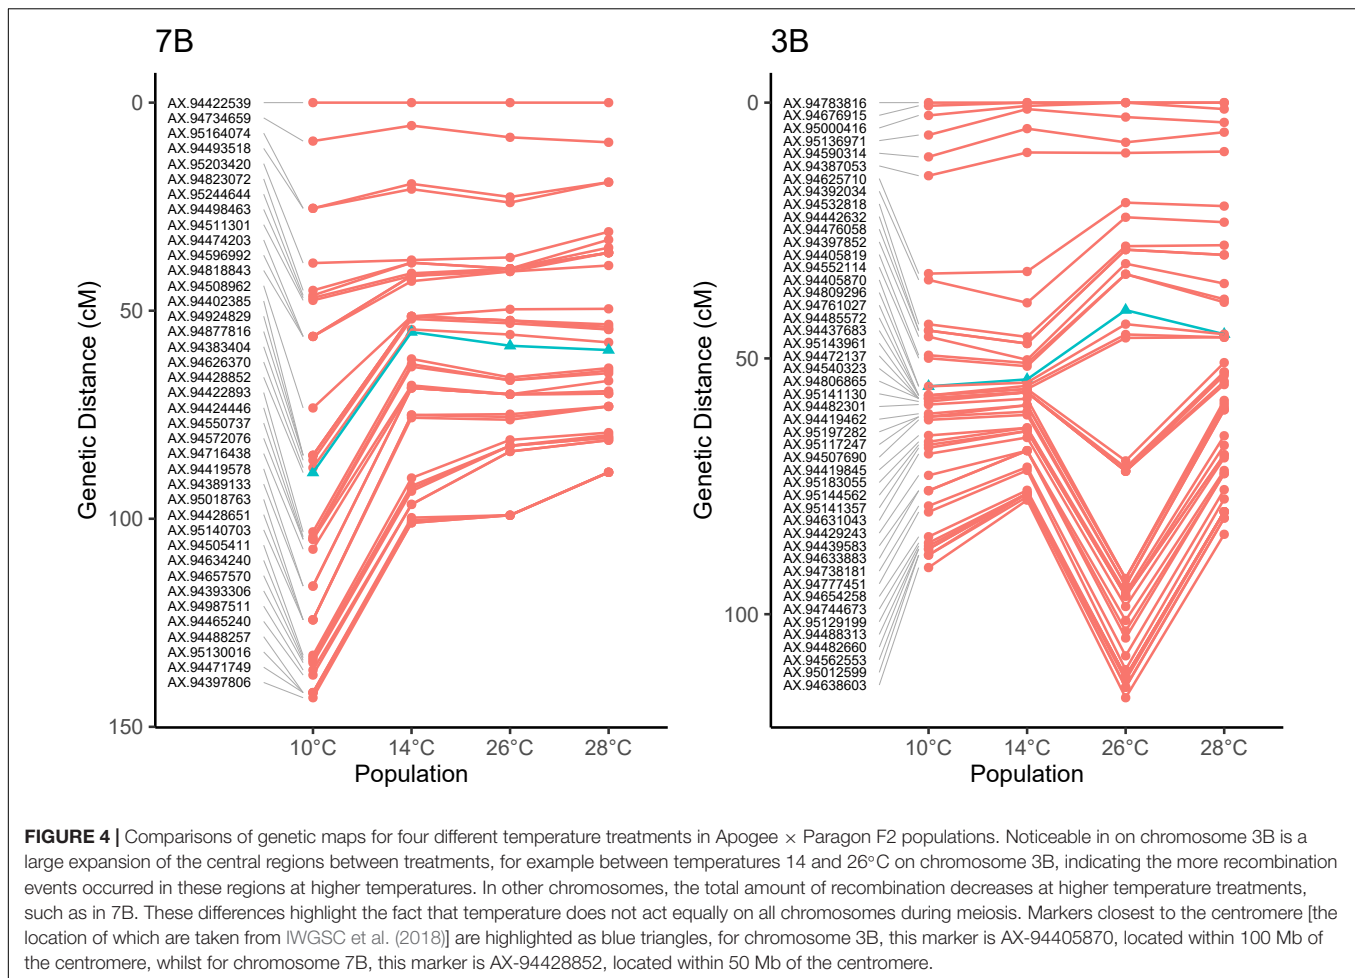 7B
0
50
100
150
Genetic Distance (cM)
AX.94422539
AX.94734659
AX.95164074
AX.94493518
AX.95203420
AX.94823072
AX.95244644
AX.94498463
AX.94511301
AX.94474203
AX.94596992
AX.94818843
AX.94508962
AX.94402385
AX.94924829
AX.94877816
AX.94383404
AX.94626370
AX.94428852
AX.94422893
AX.94424446
AX.94550737
AX.94572076
AX.94716438
AX.94419578
AX.94389133
AX.95018763
AX.94428651
AX.95140703
AX.94505411
AX.94634240
AX.94657570
AX.94393306
AX.94987511
AX.94465240
AX.94488257
AX.95130016
AX.94471749
AX.94397806
10°C 14°C 26°C 28°C
Population
3B
0
50
100
Genetic Distance (cM)
AX.94783816
AX.94676915
AX.95000416
AX.95136971
AX.94590314
AX.94387053
AX.94625710
AX.94392034
AX.94532818
AX.94442632
AX.94476058
AX.94397852
AX.94405819
AX.94552114
AX.94405870
AX.94809296
AX.94761027
AX.94485572
AX.94437683
AX.95143961
AX.94472137
AX.94540323
AX.94806865
AX.95141130
AX.94482301
AX.94419462
AX.95197282
AX.95117247
AX.94507690
AX.94419845
AX.95183055
AX.95144562
AX.95141357
AX.94631043
AX.94429243
AX.94439583
AX.94633883
AX.94738181
AX.94777451
AX.94654258
AX.94744673
AX.95129199
AX.94488313
AX.94482660
AX.94562553
AX.95012599
AX.94638603
10°C 14°C 26°C 28°C
Population
FIGURE 4 | Comparisons of genetic maps for four different temperature treatments in Apogee × Paragon F2 populations. Noticeable in on chromosome 3B is a
large expansion of the central regions between treatments, for example between temperatures 14 and 26°C on chromosome 3B, indicating the more recombination
events occurred in these regions at higher temperatures. In other chromosomes, the total amount of recombination decreases at higher temperature treatments,
such as in 7B. These differences highlight the fact that temperature does not act equally on all chromosomes during meiosis. Markers closest to the centromere [the
location of which are taken from IWGSC et al. (2018)] are highlighted as blue triangles, for chromosome 3B, this marker is AX-94405870, located within 100 Mb of
the centromere, whilst for chromosome 7B, this marker is AX-94428852, located within 50 Mb of the centromere.